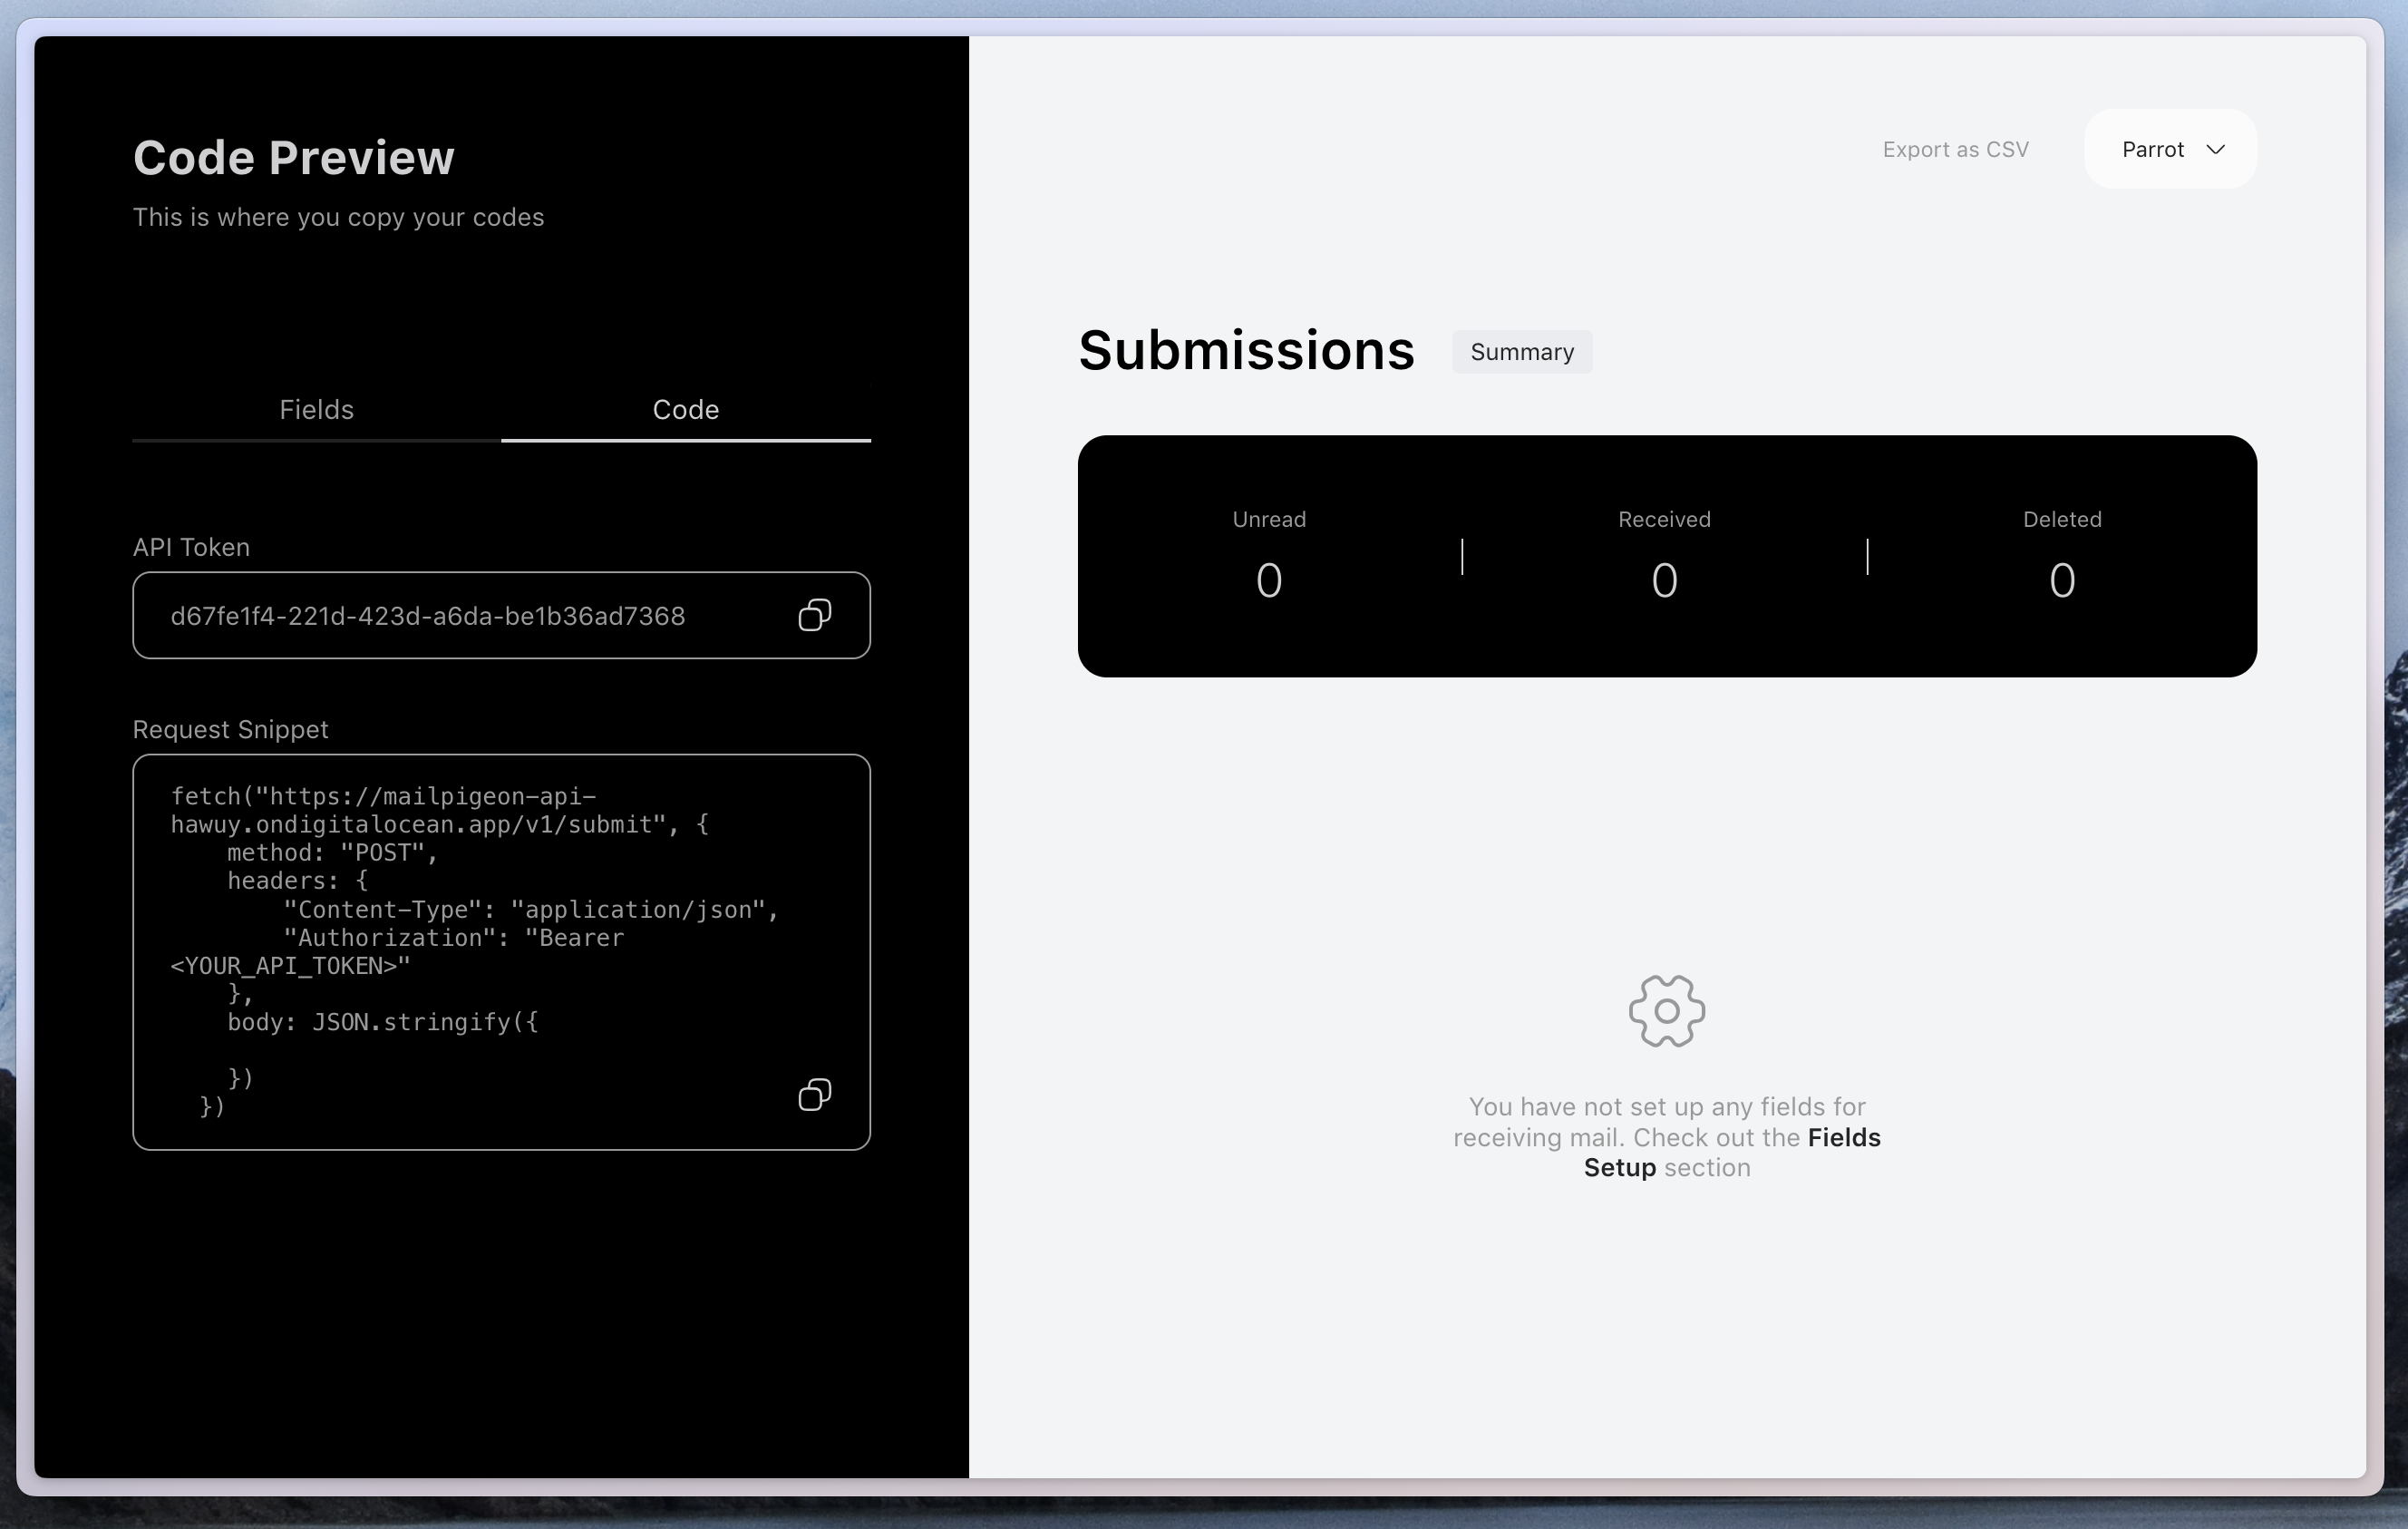 Code Preview
This is where you copy your codes
Fields
Code
API Token
d67fe1f4-221d-423d-a6da-be1b36ad7368
Request Snippet
fetch("https://mailpigeon-api-
hawuy.ondigitalocean.app/v1/submit", {
    method: "POST",
    headers: {
        "Content-Type": "application/json",
        "Authorization": "Bearer
<YOUR_API_TOKEN>"
    },
    body: JSON.stringify({
    })
  })
Export as CSV
Parrot
Submissions
Summary
Unread
Received
Deleted
0
0
0
You have not set up any fields for
receiving mail. Check out the Fields
Setup section